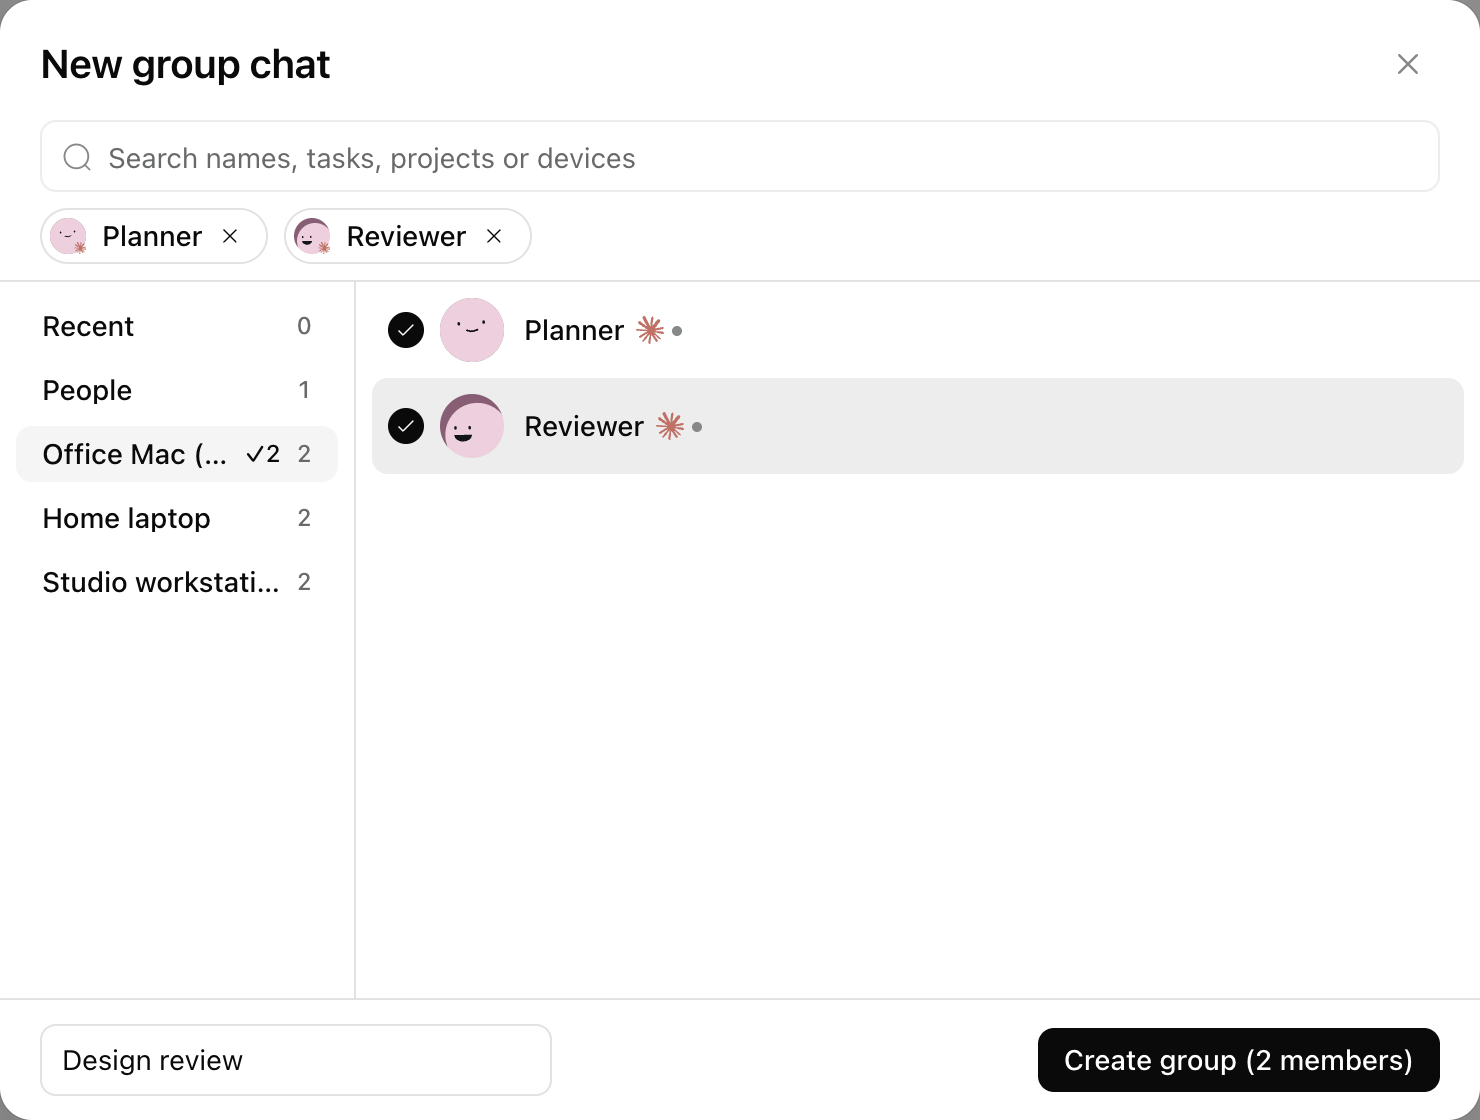 New group chat
Search names, tasks, projects or devices
Planner
Reviewer
Recent 0
People 1
Office Mac (... ✓2 2
Home laptop 2
Studio workstati... 2
Planner
Reviewer
Design review
Create group (2 members)